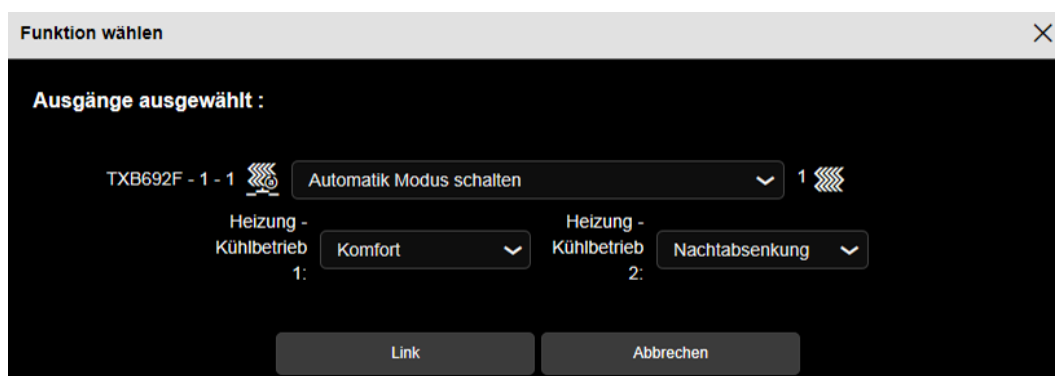 Funktion wählen
Ausgänge ausgewählt :
TXB692F - 1 - 1 Automatik Modus schalten 1
Heizung - Kühlbetrieb 1: Komfort
Heizung - Kühlbetrieb 2: Nachtabsenkung
Link Abbrechen